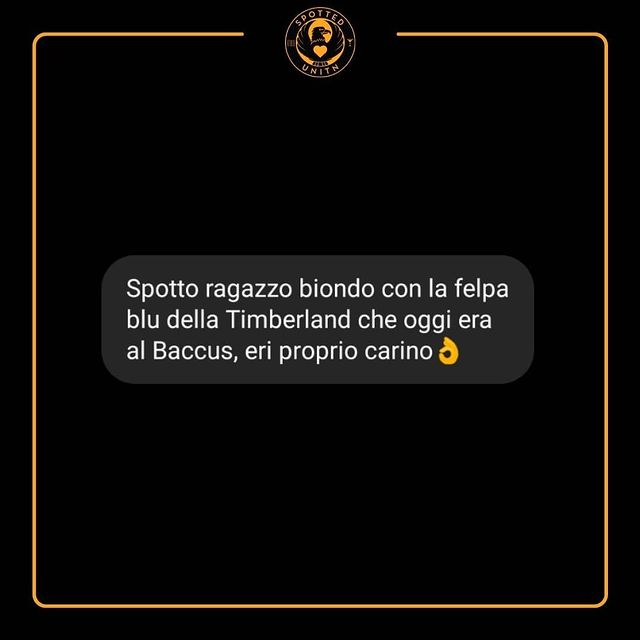 SPOTTED
UNITN
Spotto ragazzo biondo con la felpa
blu della Timberland che oggi era
al Baccus, eri proprio carino👌